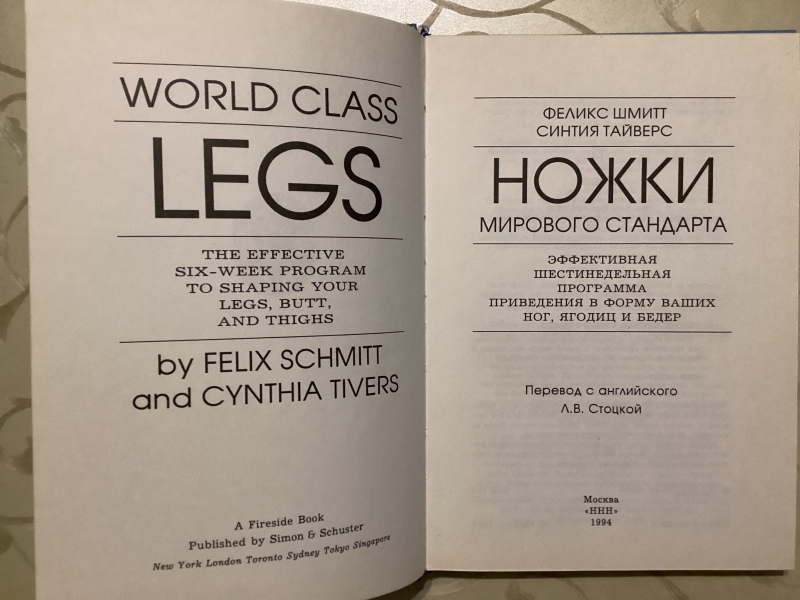 WORLD CLASS
LEGS
THE EFFECTIVE
SIX-WEEK PROGRAM
TO SHAPING YOUR
LEGS, BUTT,
AND THIGHS
by FELIX SCHMITT
and CYNTHIA TIVERS
A Fireside Book
Published by Simon & Schuster
New York London Toronto Sydney Tokyo Singapore
ФЕЛИКС ШМИТТ
СИНТИЯ ТАЙВЕРС
НОЖКИ
МИРОВОГО СТАНДАРТА
ЭФФЕКТИВНАЯ
ШЕСТИНЕДЕЛЬНАЯ
ПРОГРАММА
ПРИВЕДЕНИЯ В ФОРМУ ВАШИХ
НОГ, ЯГОДИЦ И БЕДЕР
Перевод с английского
Л.В. Стоцкой
Москва
«ННН»
1994